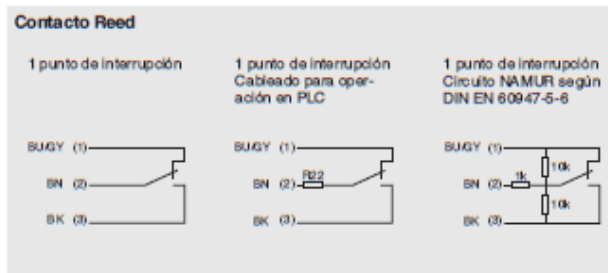 Contacto Reed
1 punto de interrupción
1 punto de interrupción
Cableado para oper-
ación en PLC
1 punto de interrupción
Circuito NAMUR según
DIN EN 60947-5-6
BU/GY (1)
BN (2)
BK (3)
BU/GY (1)
BN (2) R22
BK (3)
BU/GY (1)
10k
BN (2) 1k
10k
BK (3)